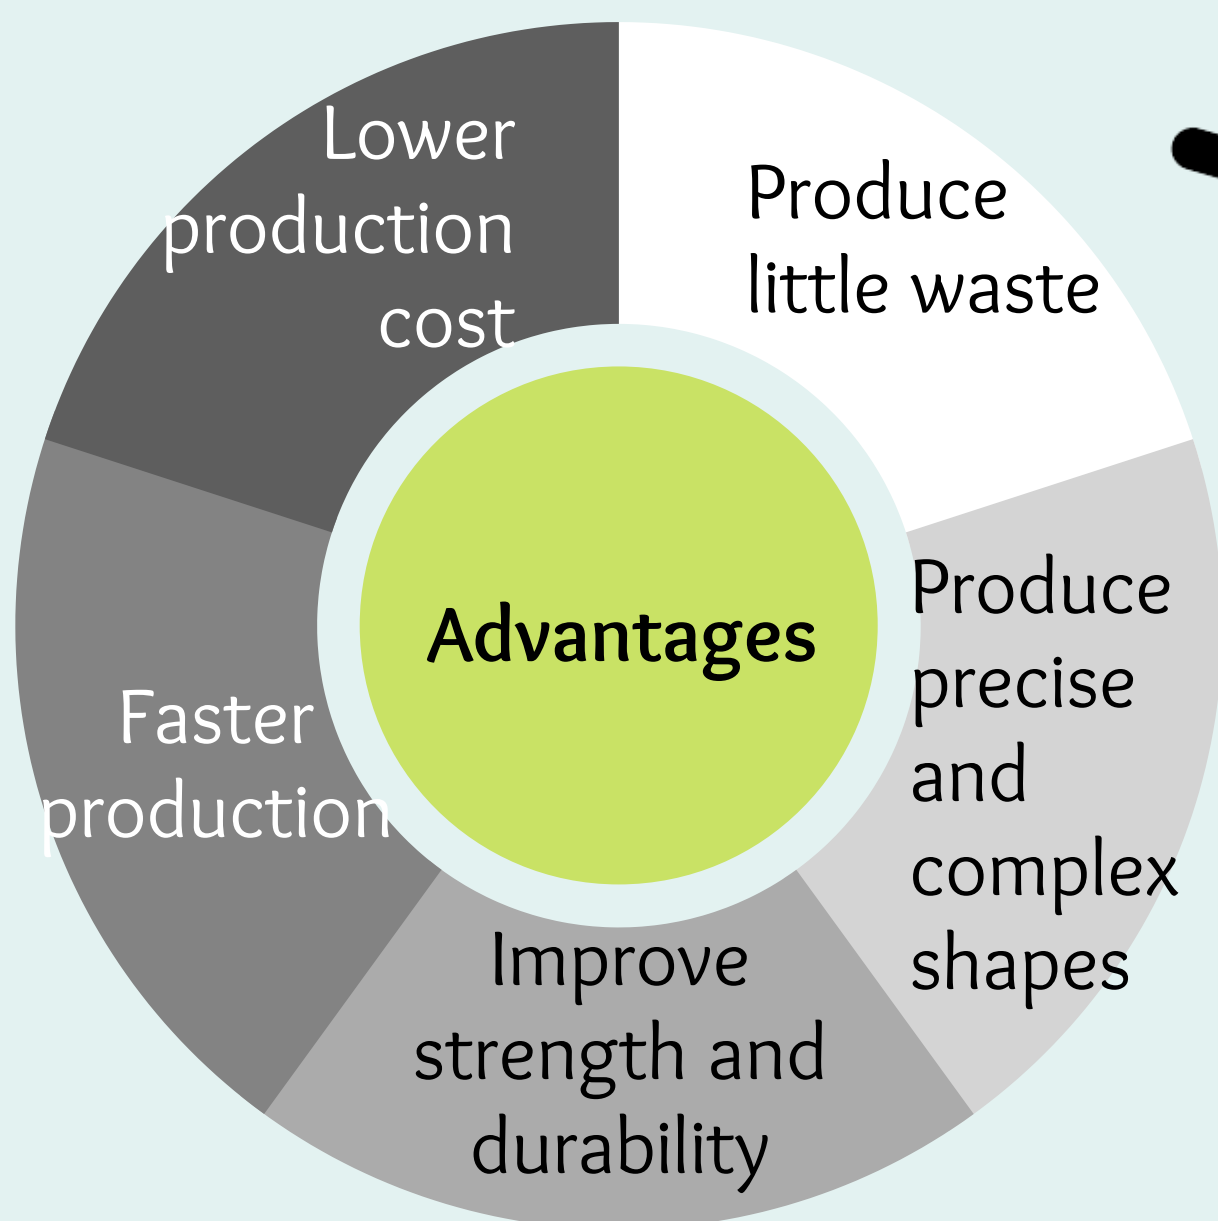 Lower
production
cost
Produce
little waste
Advantages
Produce
precise
and
complex
shapes
Faster
production
Improve
strength and
durability